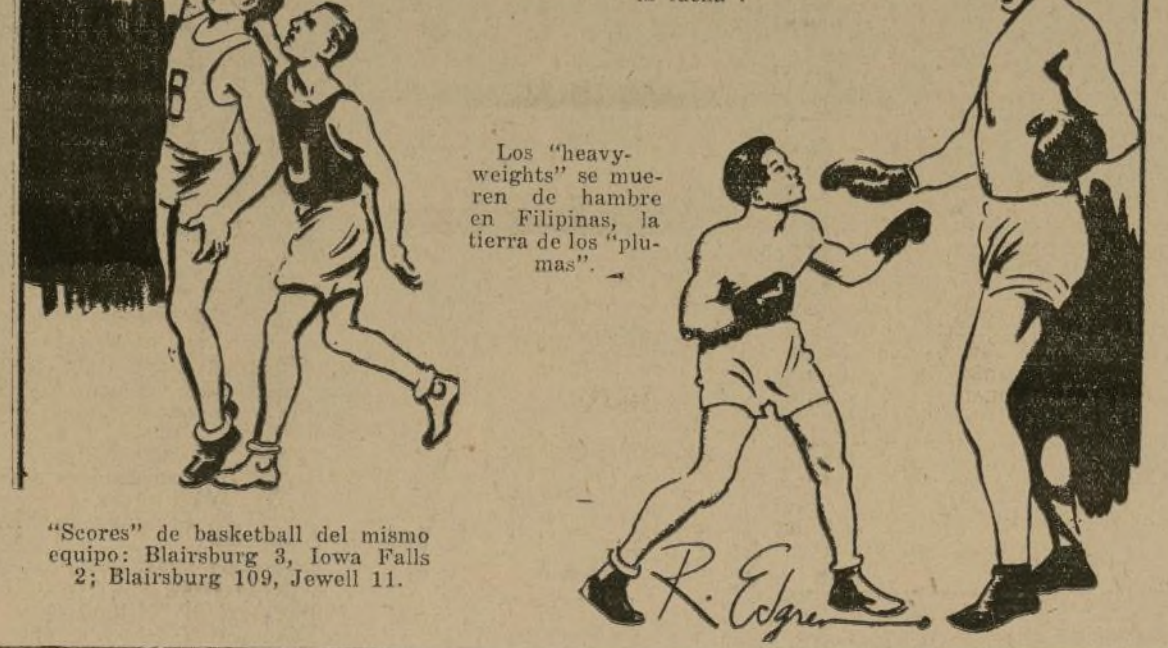 B
J
Los "heavy-
weights" se mue-
ren de hambre
en Filipinas, la
tierra de los "plu-
mas".
"Scores" de basketball del mismo
equipo: Blairsburg 3, Iowa Falls
2; Blairsburg 109, Jewell 11.
R. Edgren